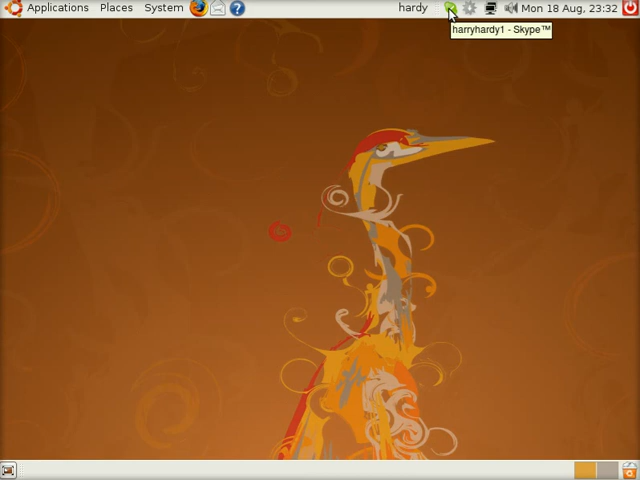 Applications Places System ? hardy Mon 18 Aug, 23:32
harryhardy1 - Skype™